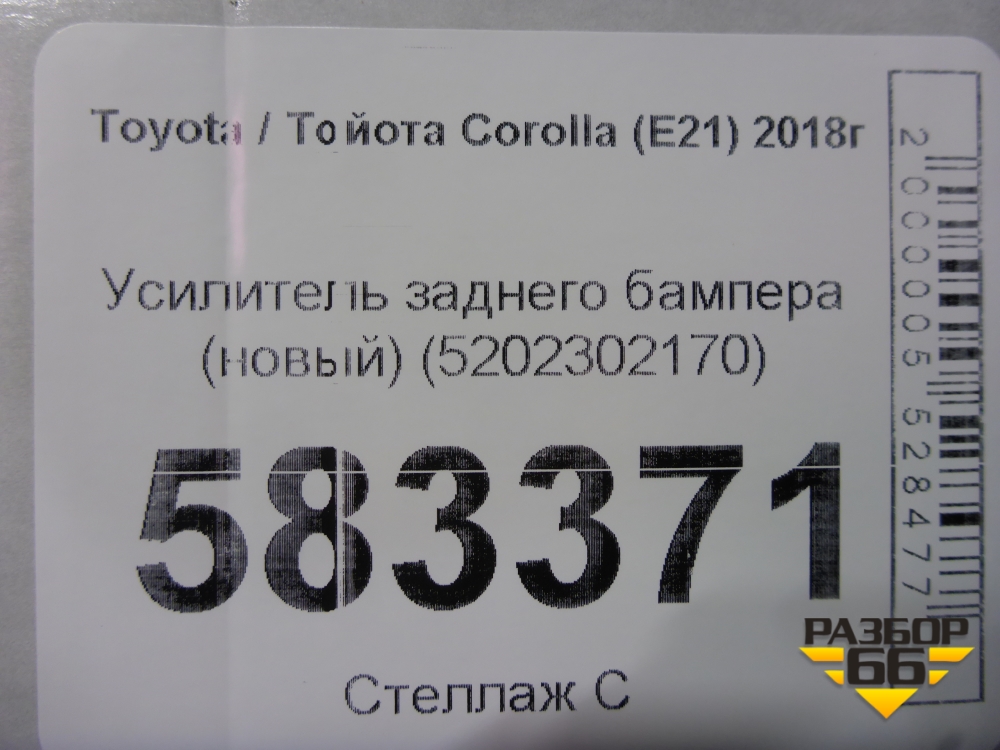 Toyota / Тойота Corolla (E21) 2018г
Усилитель заднего бампера
(новый) (5202302170)
583371
Стеллаж С
2000005528477
РАЗБОР
66